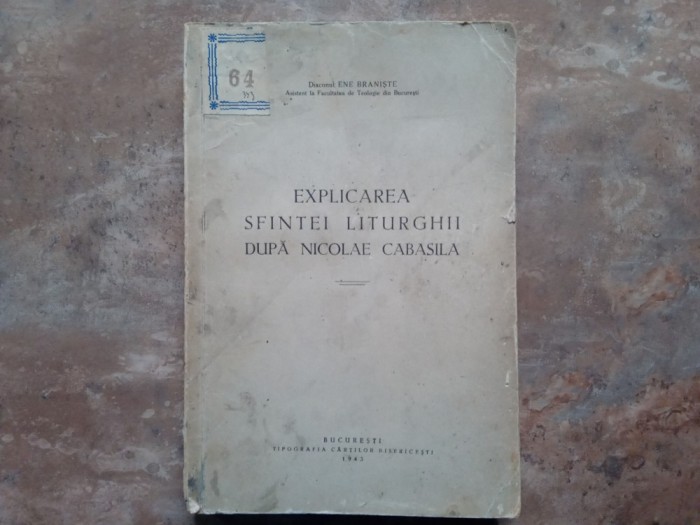 64
Diaconul ENE BRANIȘTE
Asistent la Facultatea de Teologie din București
EXPLICAREA
SFINTEI LITURGHII
DUPĂ NICOLAE CABASILA
BUCUREȘTI
TIPOGRAFIA CĂRȚILOR BISERICEȘTI
1943